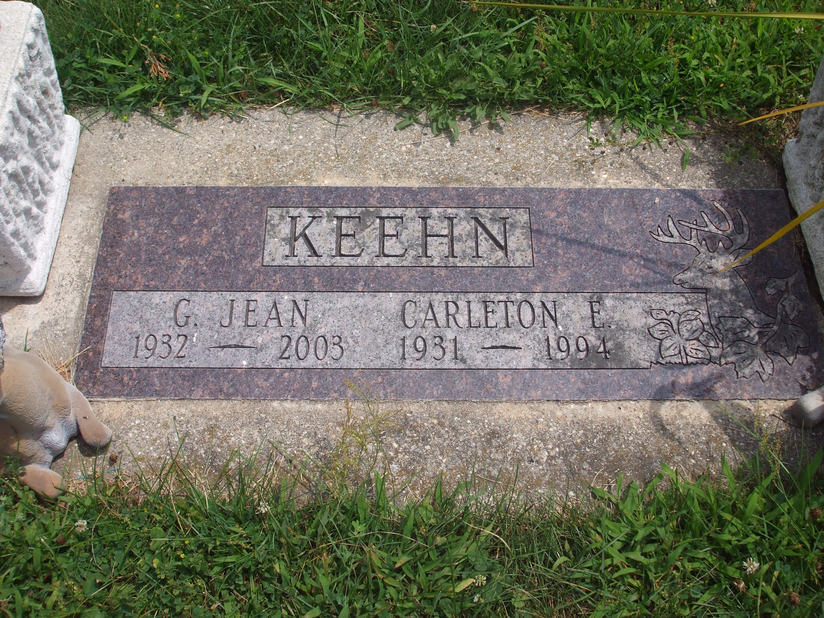 KEEHN
G. JEAN CARLETON E.
1932 — 2003 1931 — 1994